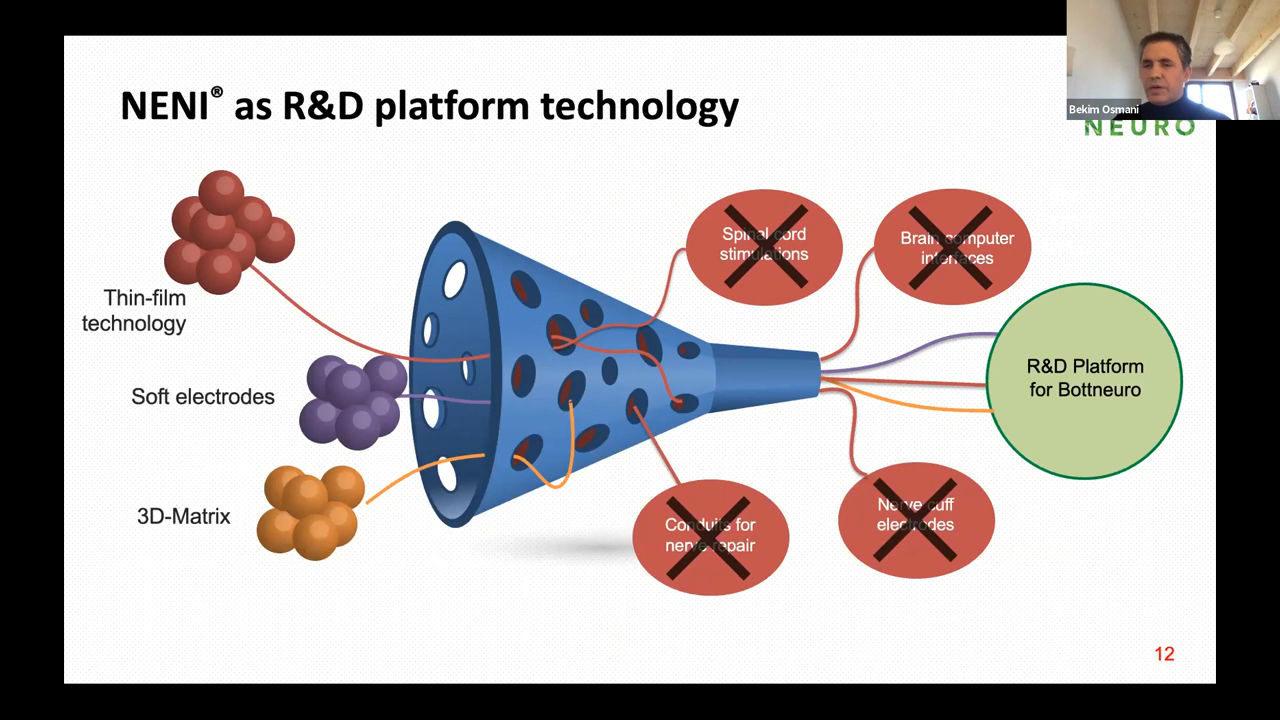 NENI® as R&D platform technology
Bekim Osmani
NEURO
Thin-film
technology
Soft electrodes
3D-Matrix
Spinal cord
stimulations
Brain computer
interfaces
R&D Platform
for Bottneuro
Conduits for
nerve repair
Nerve cuff
electrodes
12